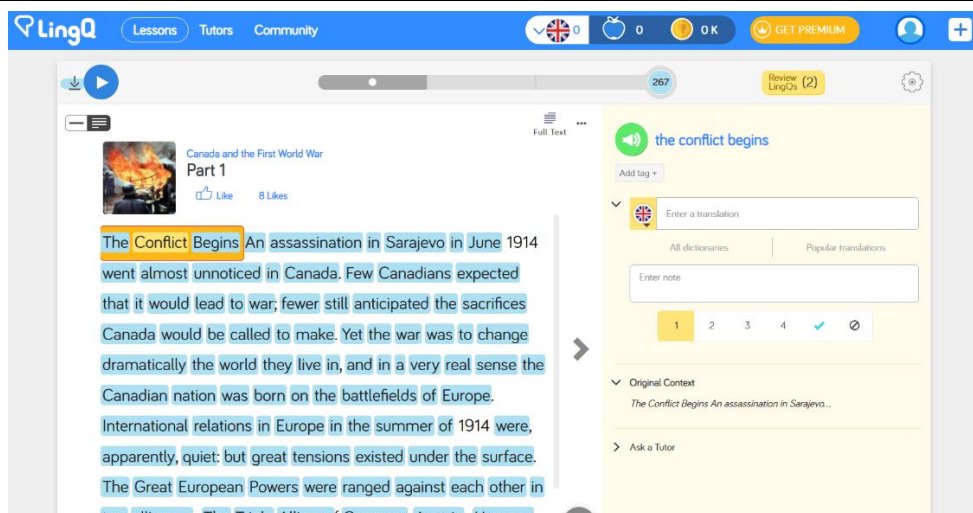 LingQ Lessons Tutors Community 0 0 0 K GET PREMIUM
267 Review LingQs (2)
Full Text
Canada and the First World War
Part 1
Like 8 Likes
The Conflict Begins An assassination in Sarajevo in June 1914
went almost unnoticed in Canada. Few Canadians expected
that it would lead to war; fewer still anticipated the sacrifices
Canada would be called to make. Yet the war was to change
dramatically the world they live in, and in a very real sense the
Canadian nation was born on the battlefields of Europe.
International relations in Europe in the summer of 1914 were,
apparently, quiet: but great tensions existed under the surface.
The Great European Powers were ranged against each other in
the conflict begins
Add tag +
Enter a translation
All dictionaries Popular translations
Enter note
1 2 3 4
Original Context
The Conflict Begins An assassination in Sarajevo...
Ask a Tutor